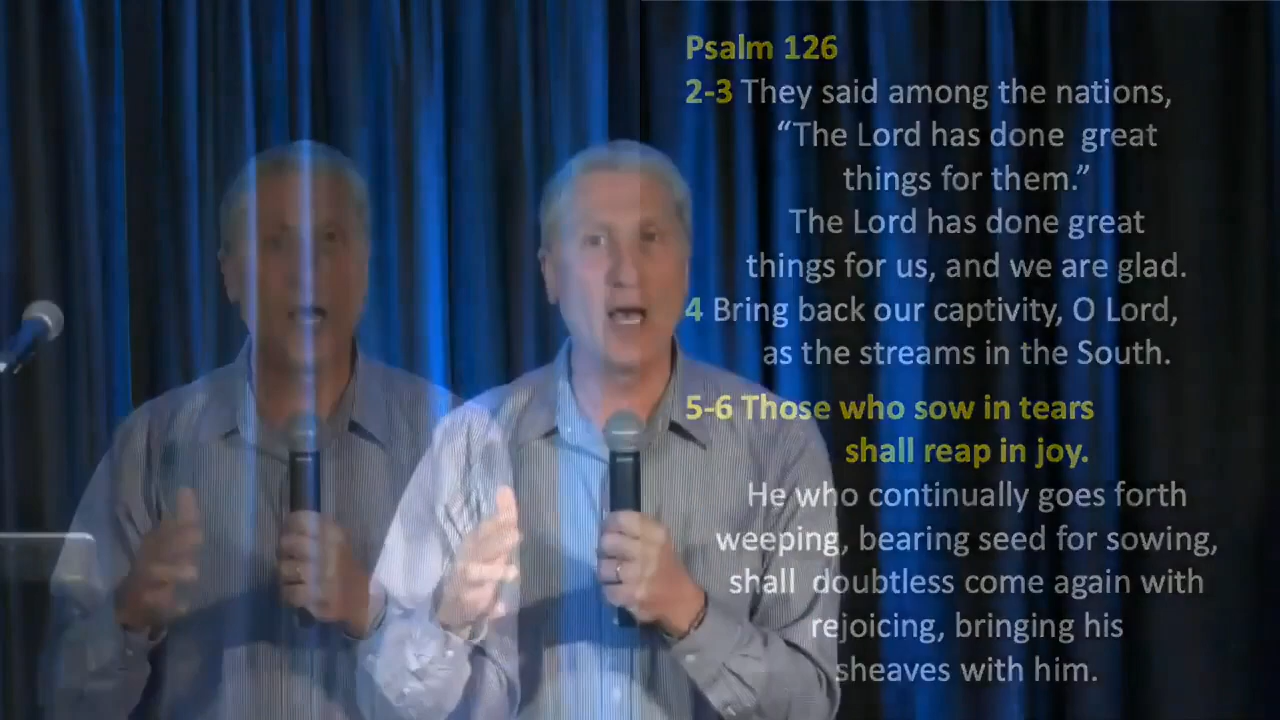 Psalm 126
2-3 They said among the nations,
“The Lord has done great
things for them.”
The Lord has done great
things for us, and we are glad.
4 Bring back our captivity, O Lord,
as the streams in the South.
5-6 Those who sow in tears
shall reap in joy.
He who continually goes forth
weeping, bearing seed for sowing,
shall doubtless come again with
rejoicing, bringing his
sheaves with him.